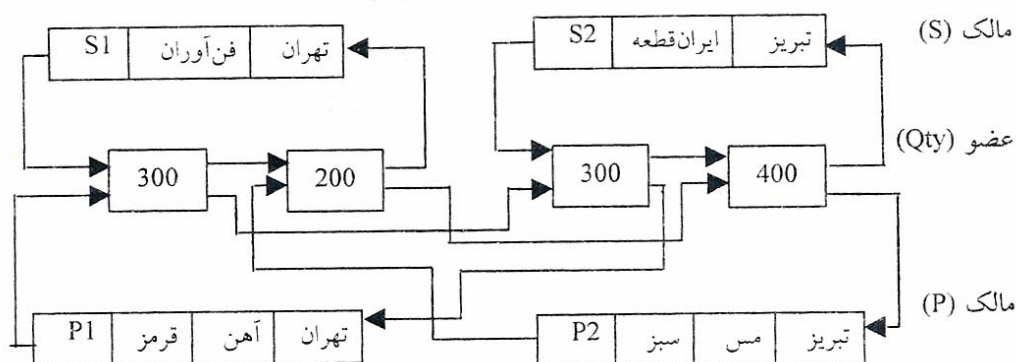 S1 فن‌آوران تهران S2 ایران‌قطعه تبریز مالک (S)
300 200 300 400 عضو (Qty)
P1 قرمز آهن تهران P2 سبز مس تبریز مالک (P)